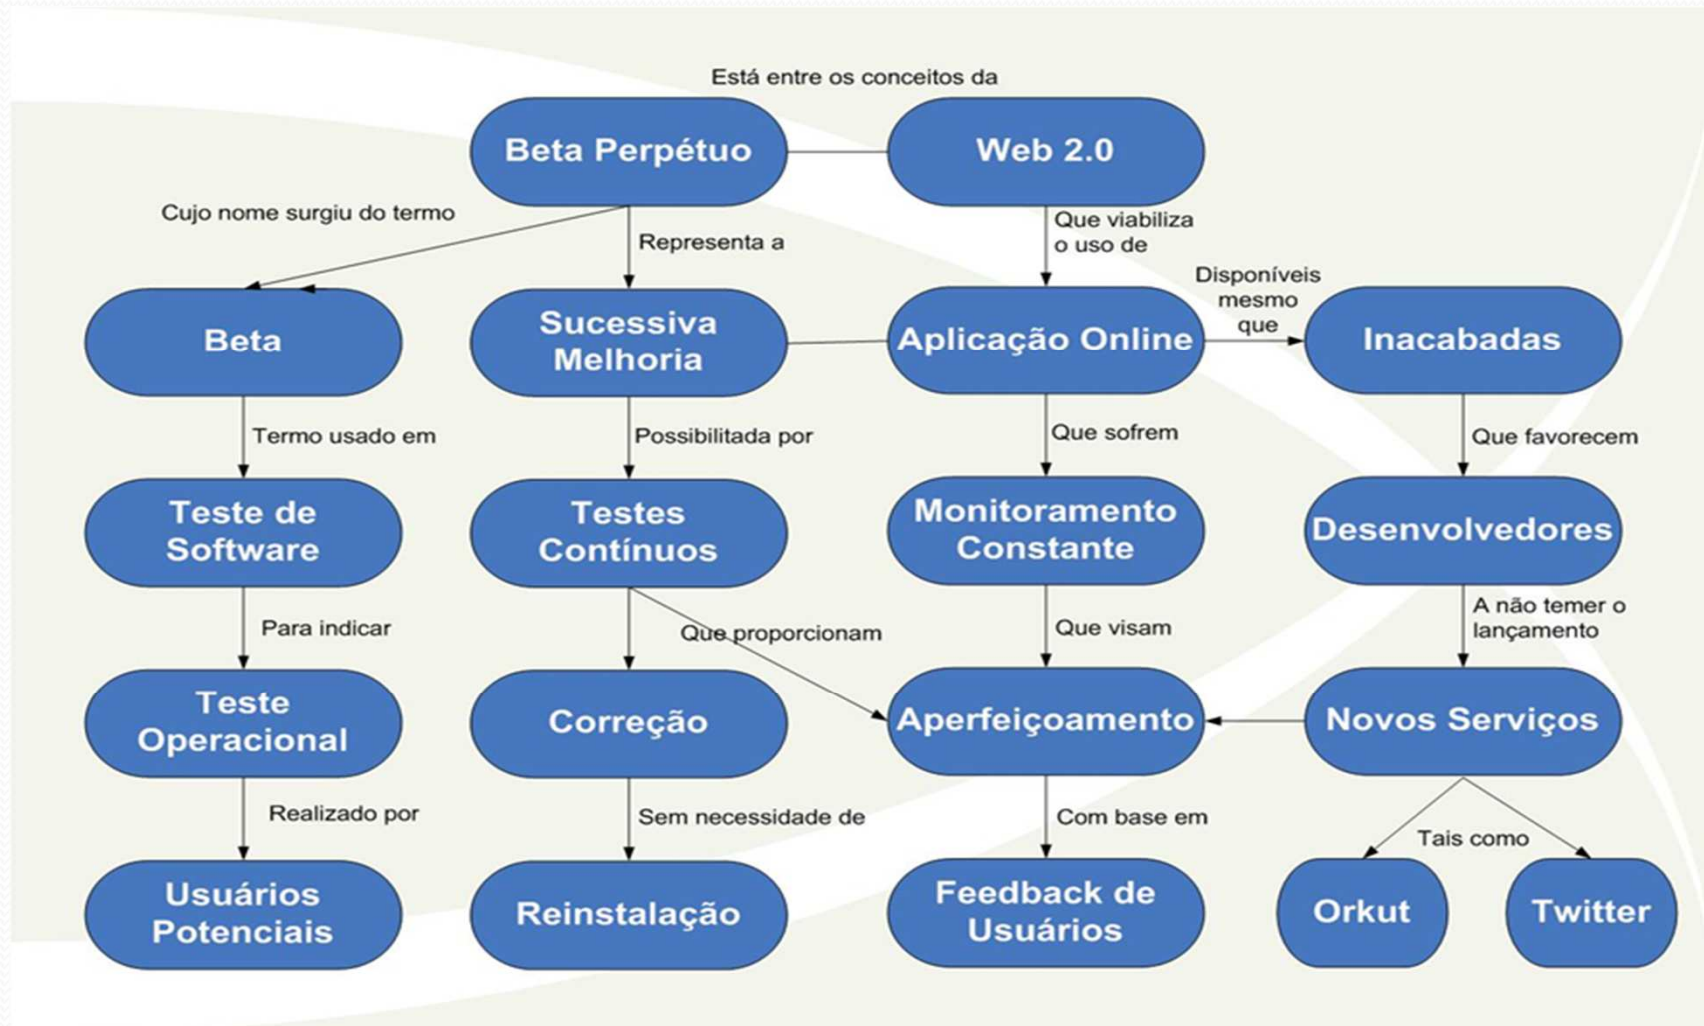 Está entre os conceitos da
Beta Perpétuo
Web 2.0
Cujo nome surgiu do termo
Representa a
Que viabiliza
o uso de
Disponíveis
mesmo
que
Beta
Sucessiva
Melhoria
Aplicação Online
Inacabadas
Termo usado em
Possibilitada por
Que sofrem
Que favorecem
Teste de
Software
Testes
Contínuos
Monitoramento
Constante
Desenvolvedores
Para indicar
Que proporcionam
Que visam
A não temer o
lançamento
Teste
Operacional
Correção
Aperfeiçoamento
Novos Serviços
Realizado por
Sem necessidade de
Com base em
Tais como
Usuários
Potenciais
Reinstalação
Feedback de
Usuários
Orkut
Twitter